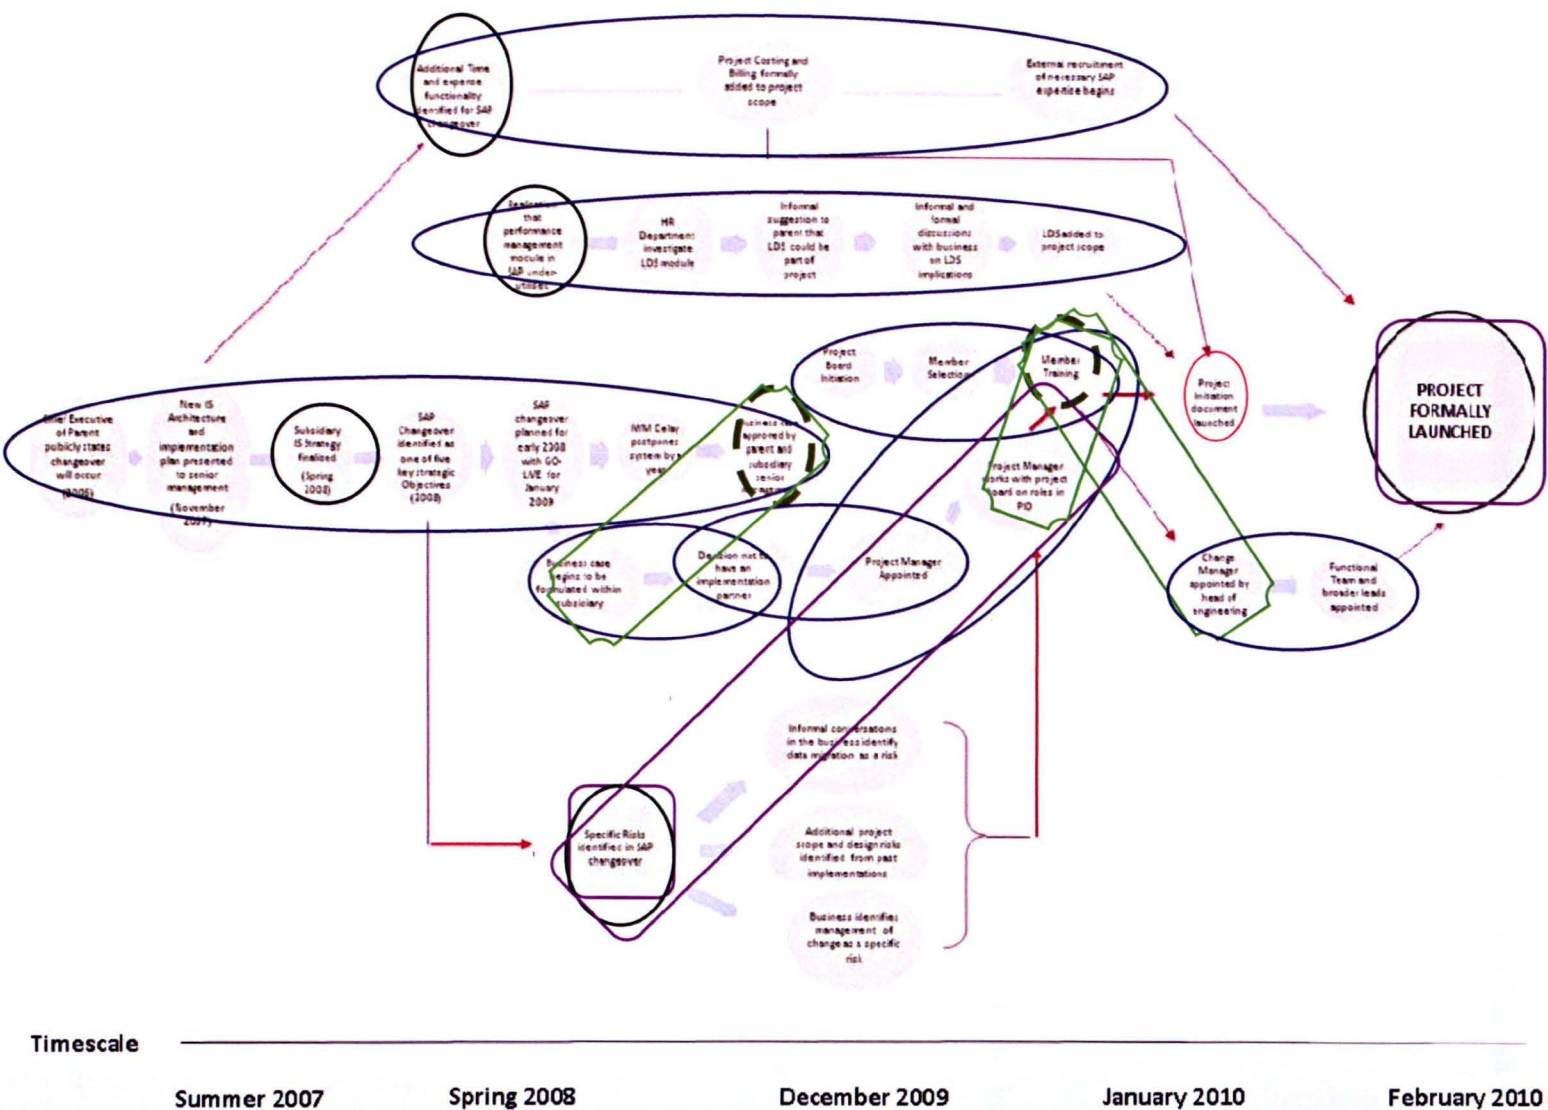 Additional Time
and expense
functionality
identified for SAP
changeover
Project Costing and
Billing formally
added to project
scope
External recruitment
of necessary SAP
expertise begins
Realisation
that
performance
management
module in
SAP under-
utilised
HR
Department
investigate
LDS module
Informal
suggestion to
parent that
LDS could be
part of
project
Informal and
formal
discussions
with business
on LDS
implications
LDS added to
project scope
Project
Board
Initiation
Member
Selection
Member
Training
Project
Initiation
document
launched
PROJECT
FORMALLY
LAUNCHED
Chief Executive
of Parent
publicly states
changeover
will occur
New IS
Architecture
and
implementation
plan presented
to senior
management
(November
2007)
Subsidiary
IS Strategy
finalised
(Spring
2008)
SAP
Changeover
identified as
one of five
key strategic
Objectives
(2008)
SAP
changeover
planned for
early 2008
with GO-
LIVE for
January
2009
Delay
postpones
system by a
year
Business case
approved by
parent and
subsidiary
senior
Project Manager
works with project
board on roles in
PID
Business case
begins to be
formulated within
subsidiary
Decision not to
have an
implementation
partner
Project Manager
Appointed
Change
Manager
appointed by
head of
engineering
Functional
Team and
broader leads
appointed
Informal conversations
in the business identify
data migration as a risk
Specific Risks
identified in SAP
changeover
Additional project
scope and design risks
identified from past
implementations
Business identifies
management of
change as a specific
risk
Timescale
Summer 2007
Spring 2008
December 2009
January 2010
February 2010